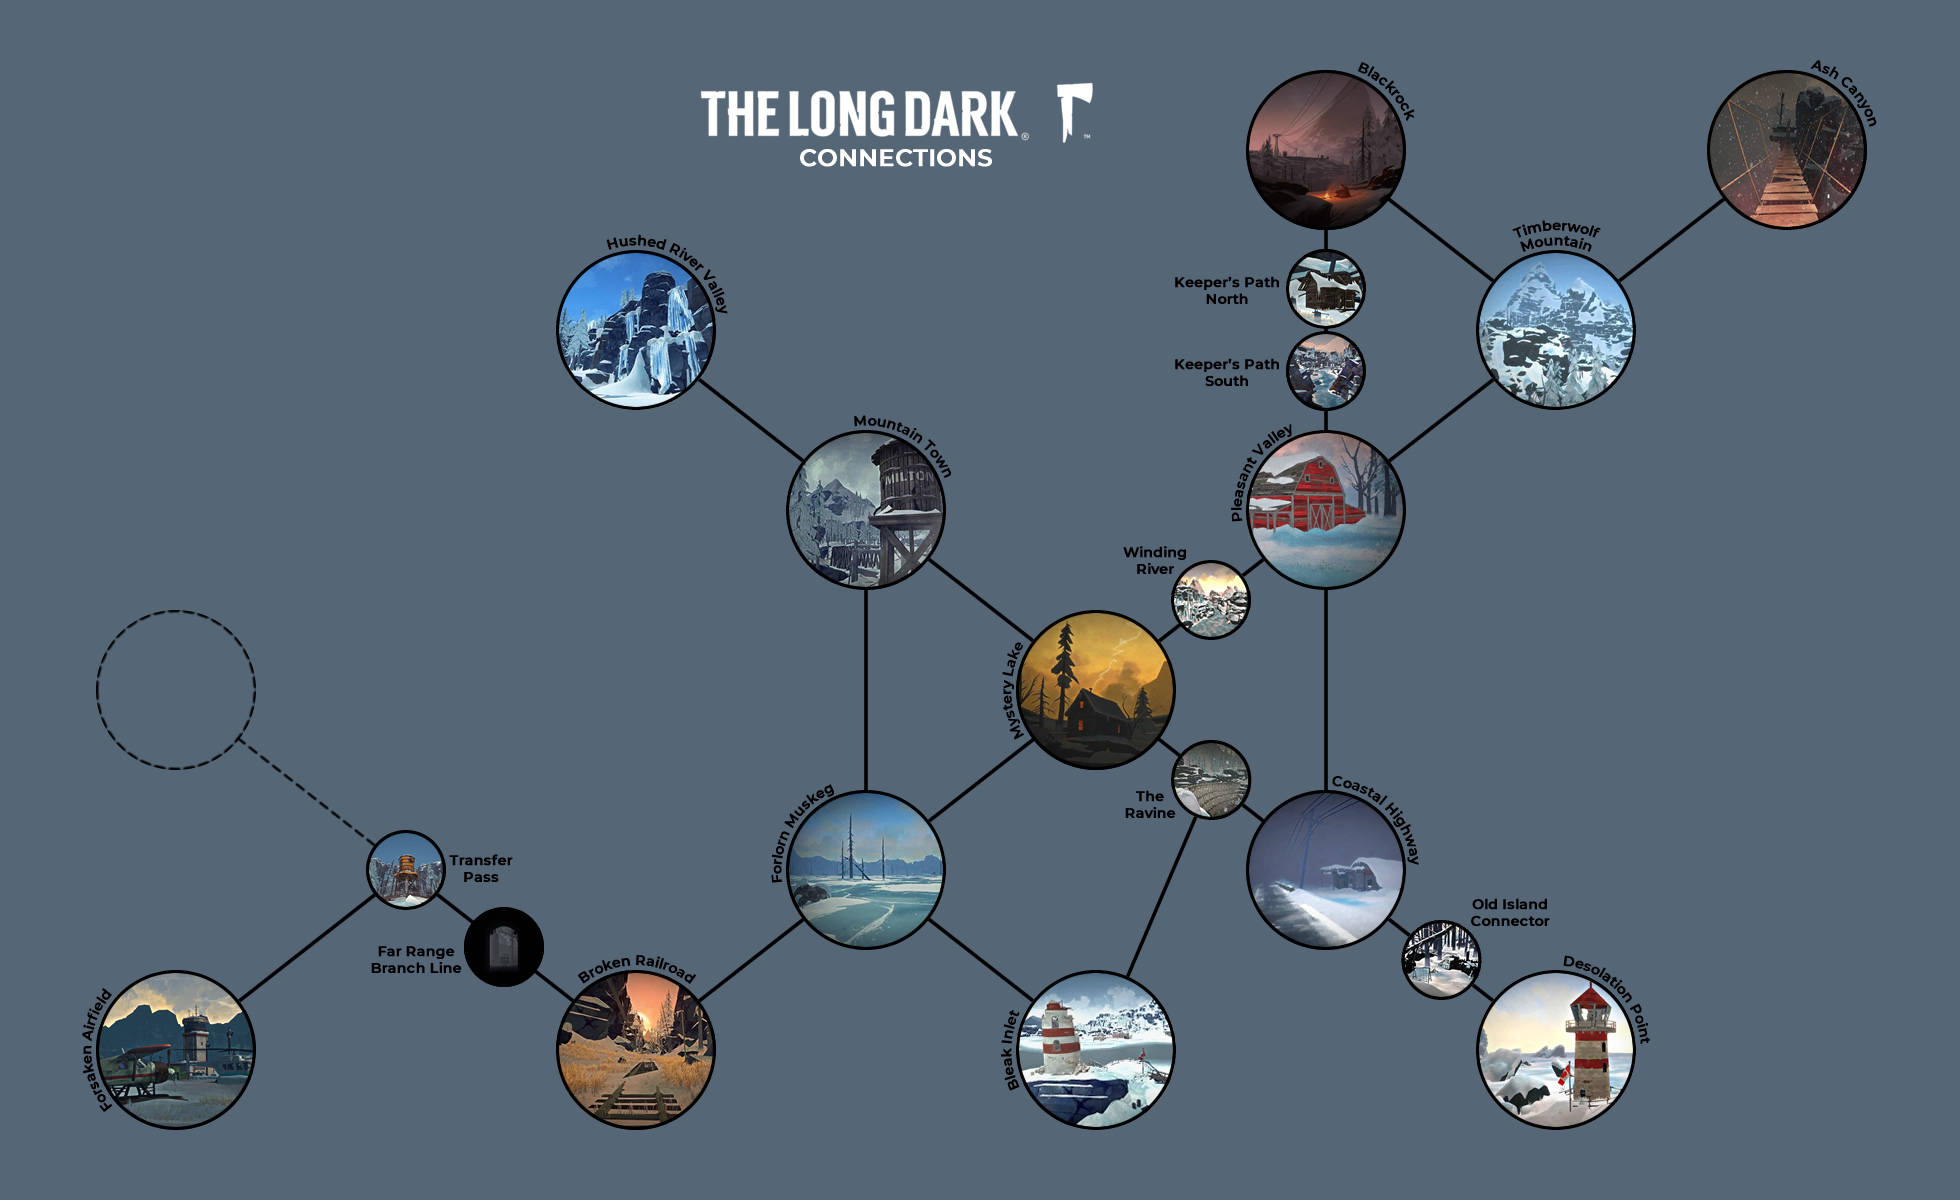 THE LONG DARK ® ™
CONNECTIONS
Blackrock
Ash Canyon
Hushed River Valley
Timberwolf
Mountain
Keeper's Path
North
Keeper's Path
South
Mountain Town
MILTON
Pleasant Valley
Winding
River
Mystery Lake
The
Ravine
Coastal Highway
Forlorn Muskeg
Transfer
Pass
Far Range
Branch Line
Old Island
Connector
Forsaken Airfield
Broken Railroad
Bleak Inlet
Desolation Point